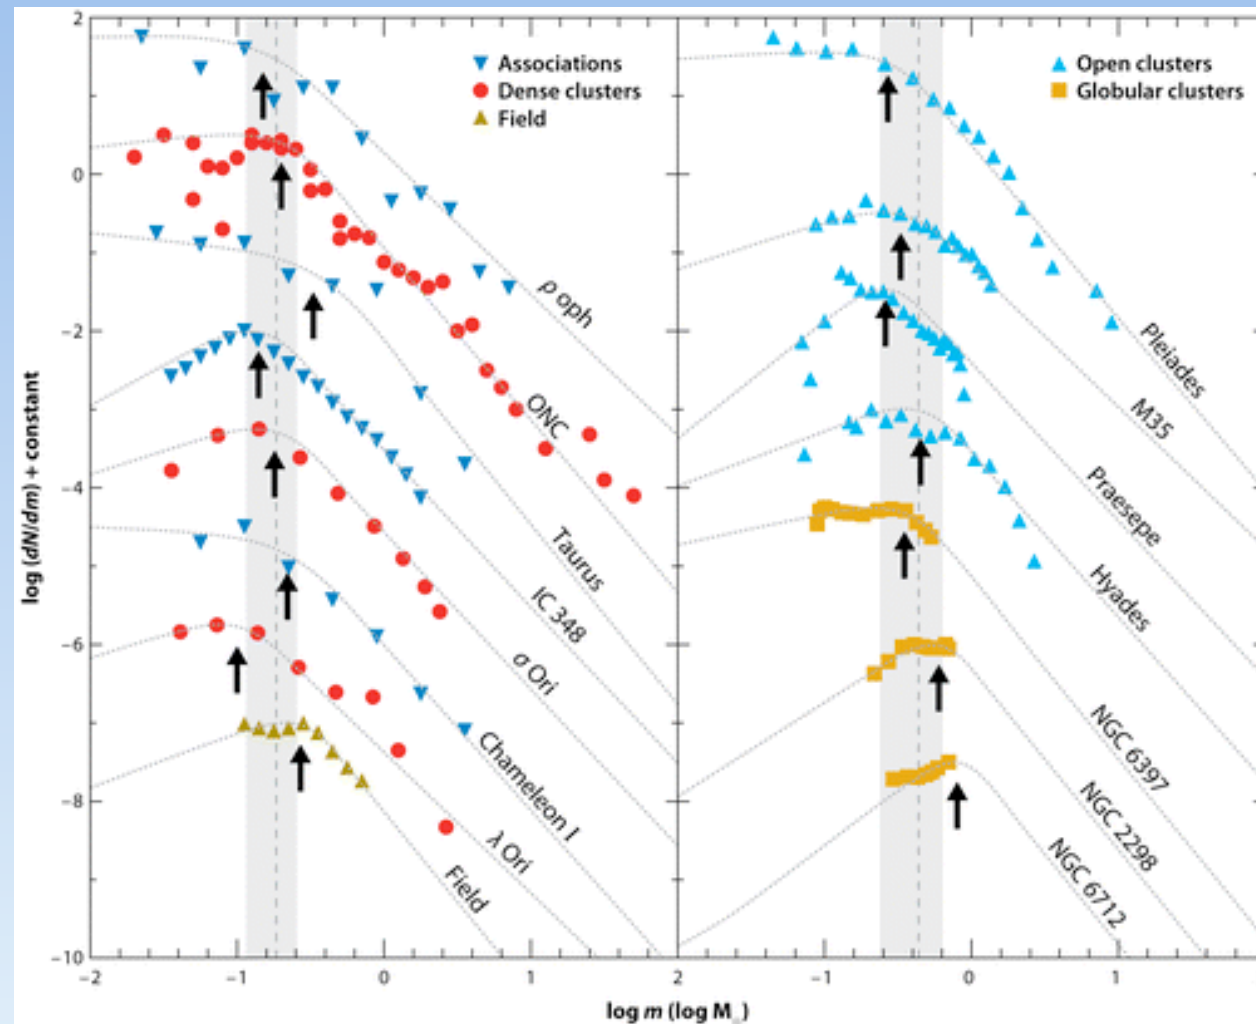 2
0
−2
−4
−6
−8
−10
log (dN/dm) + constant
Associations
Dense clusters
Field
ρ oph
ONC
Taurus
IC 348
σ Ori
Chameleon I
λ Ori
Field
Open clusters
Globular clusters
Pleiades
M35
Praesepe
Hyades
NGC 6397
NGC 2298
NGC 6712
−2
−1
0
1
2
−1
0
1
log m (log M_)